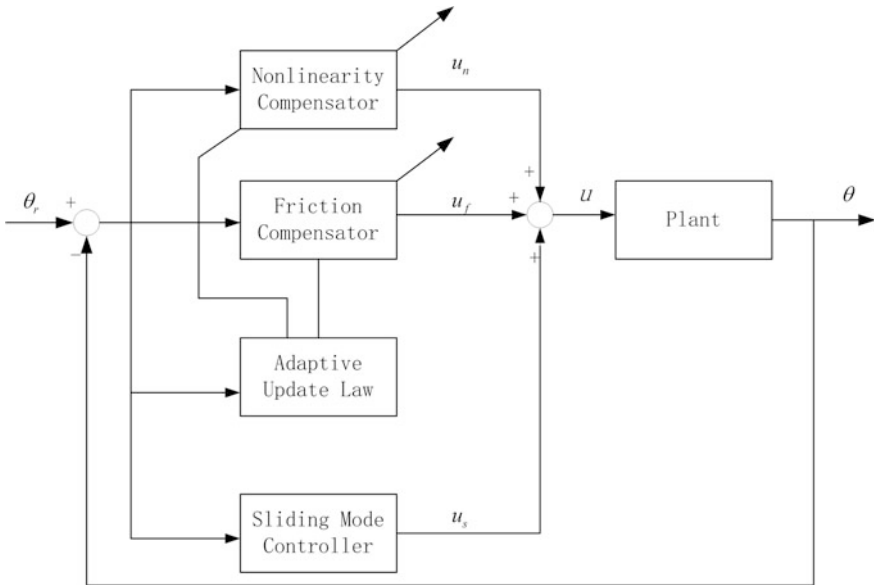 Nonlinearity
Compensator
u_n
+
θ_r
+
−
Friction
Compensator
u_f
+
+
u
Plant
θ
Adaptive
Update Law
Sliding Mode
Controller
u_s